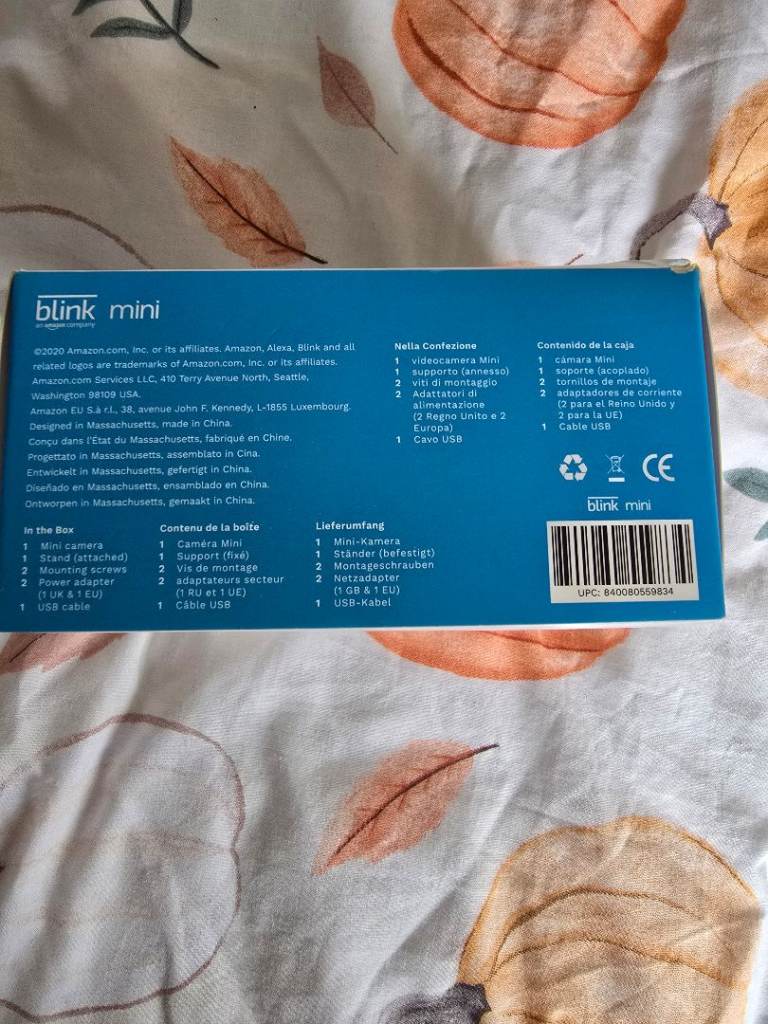 blink mini
an amazon company
©2020 Amazon.com, Inc. or its affiliates. Amazon, Alexa, Blink and all
related logos are trademarks of Amazon.com, Inc. or its affiliates.
Amazon.com Services LLC, 410 Terry Avenue North, Seattle,
Washington 98109 USA.
Amazon EU S.à r.l., 38, avenue John F. Kennedy, L-1855 Luxembourg.
Designed in Massachusetts, made in China.
Conçu dans l'État du Massachusetts, fabriqué en Chine.
Progettato in Massachusetts, assemblato in Cina.
Entwickelt in Massachusetts, gefertigt in China.
Diseñado en Massachusetts, ensamblado en China.
Ontworpen in Massachusetts, gemaakt in China.
In the Box
1 Mini camera
1 Stand (attached)
2 Mounting screws
2 Power adapter
(1 UK & 1 EU)
1 USB cable
Contenu de la boîte
1 Caméra Mini
1 Support (fixé)
2 Vis de montage
2 adaptateurs secteur
(1 RU et 1 UE)
1 Câble USB
Lieferumfang
1 Mini-Kamera
1 Ständer (befestigt)
2 Montageschrauben
2 Netzadapter
(1 GB & 1 EU)
1 USB-Kabel
Nella Confezione
1 videocamera Mini
1 supporto (annesso)
2 viti di montaggio
2 Adattatori di
alimentazione
(2 Regno Unito e 2
Europa)
1 Cavo USB
Contenido de la caja
1 cámara Mini
1 soporte (acoplado)
2 tornillos de montaje
2 adaptadores de corriente
(2 para el Reino Unido y
2 para la UE)
1 Cable USB
CE
blink mini
UPC: 840080559834